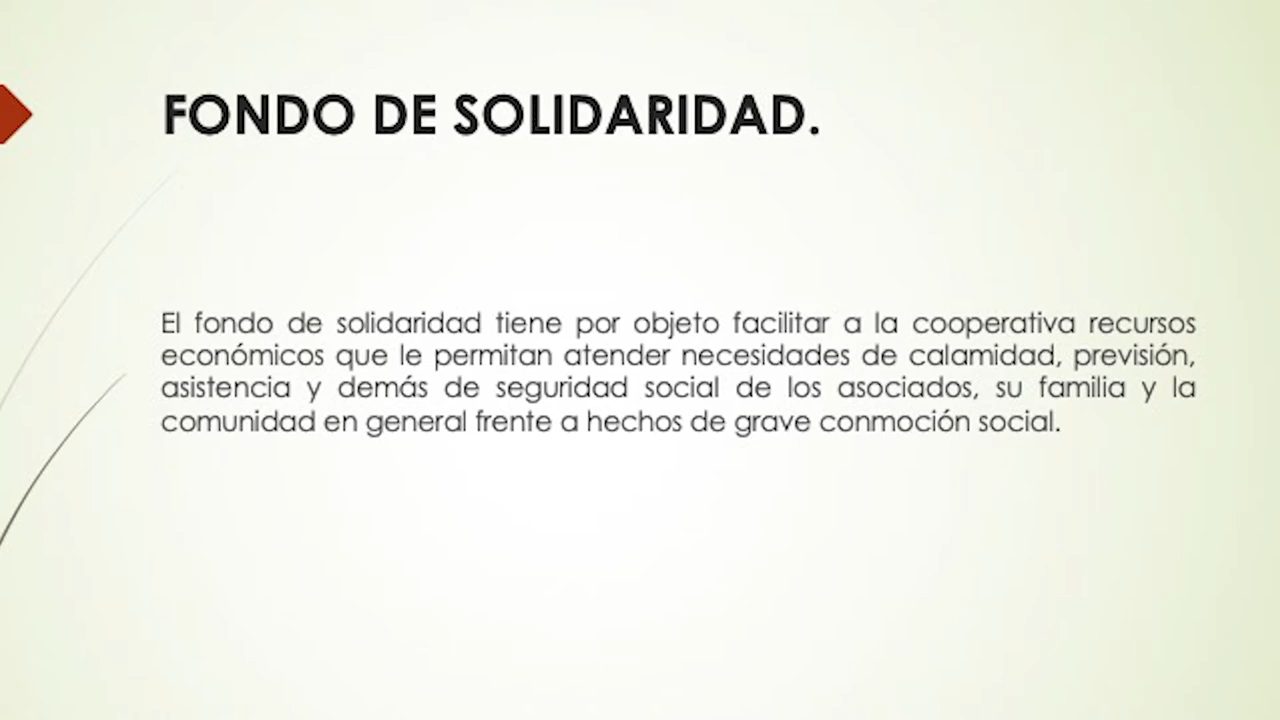 FONDO DE SOLIDARIDAD.
El fondo de solidaridad tiene por objeto facilitar a la cooperativa recursos
económicos que le permitan atender necesidades de calamidad, previsión,
asistencia y demás de seguridad social de los asociados, su familia y la
comunidad en general frente a hechos de grave conmoción social.